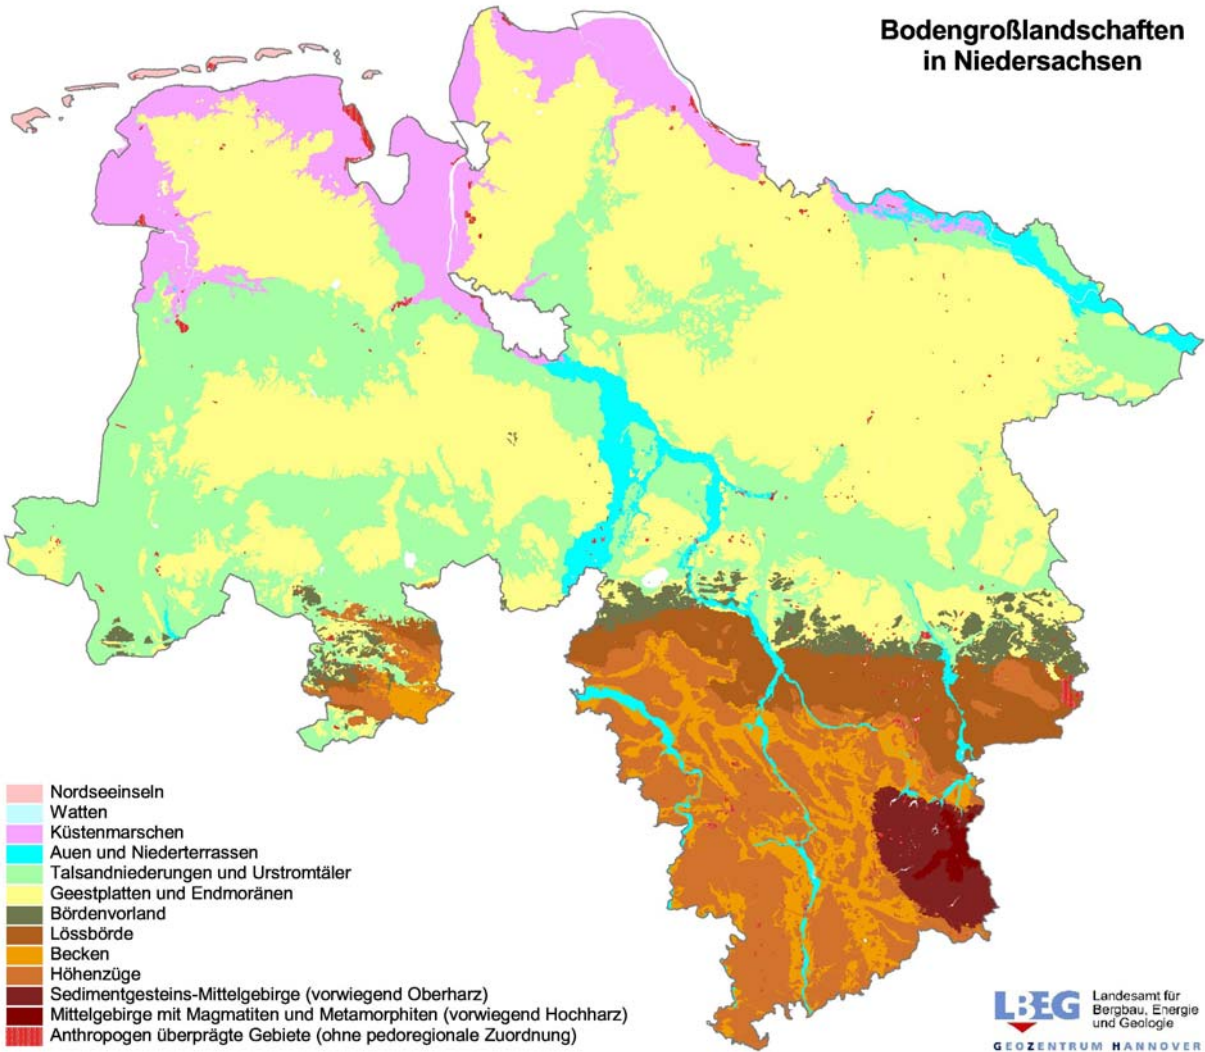 Bodengroßlandschaften
in Niedersachsen
Nordseeinseln
Watten
Küstenmarschen
Auen und Niederterrassen
Talsandniederungen und Urstromtäler
Geestplatten und Endmoränen
Bördenvorland
Lössbörde
Becken
Höhenzüge
Sedimentgesteins-Mittelgebirge (vorwiegend Oberharz)
Mittelgebirge mit Magmatiten und Metamorphiten (vorwiegend Hochharz)
Anthropogen überprägte Gebiete (ohne pedoregionale Zuordnung)
LBEG
Landesamt für
Bergbau, Energie
und Geologie
GEOZENTRUM HANNOVER